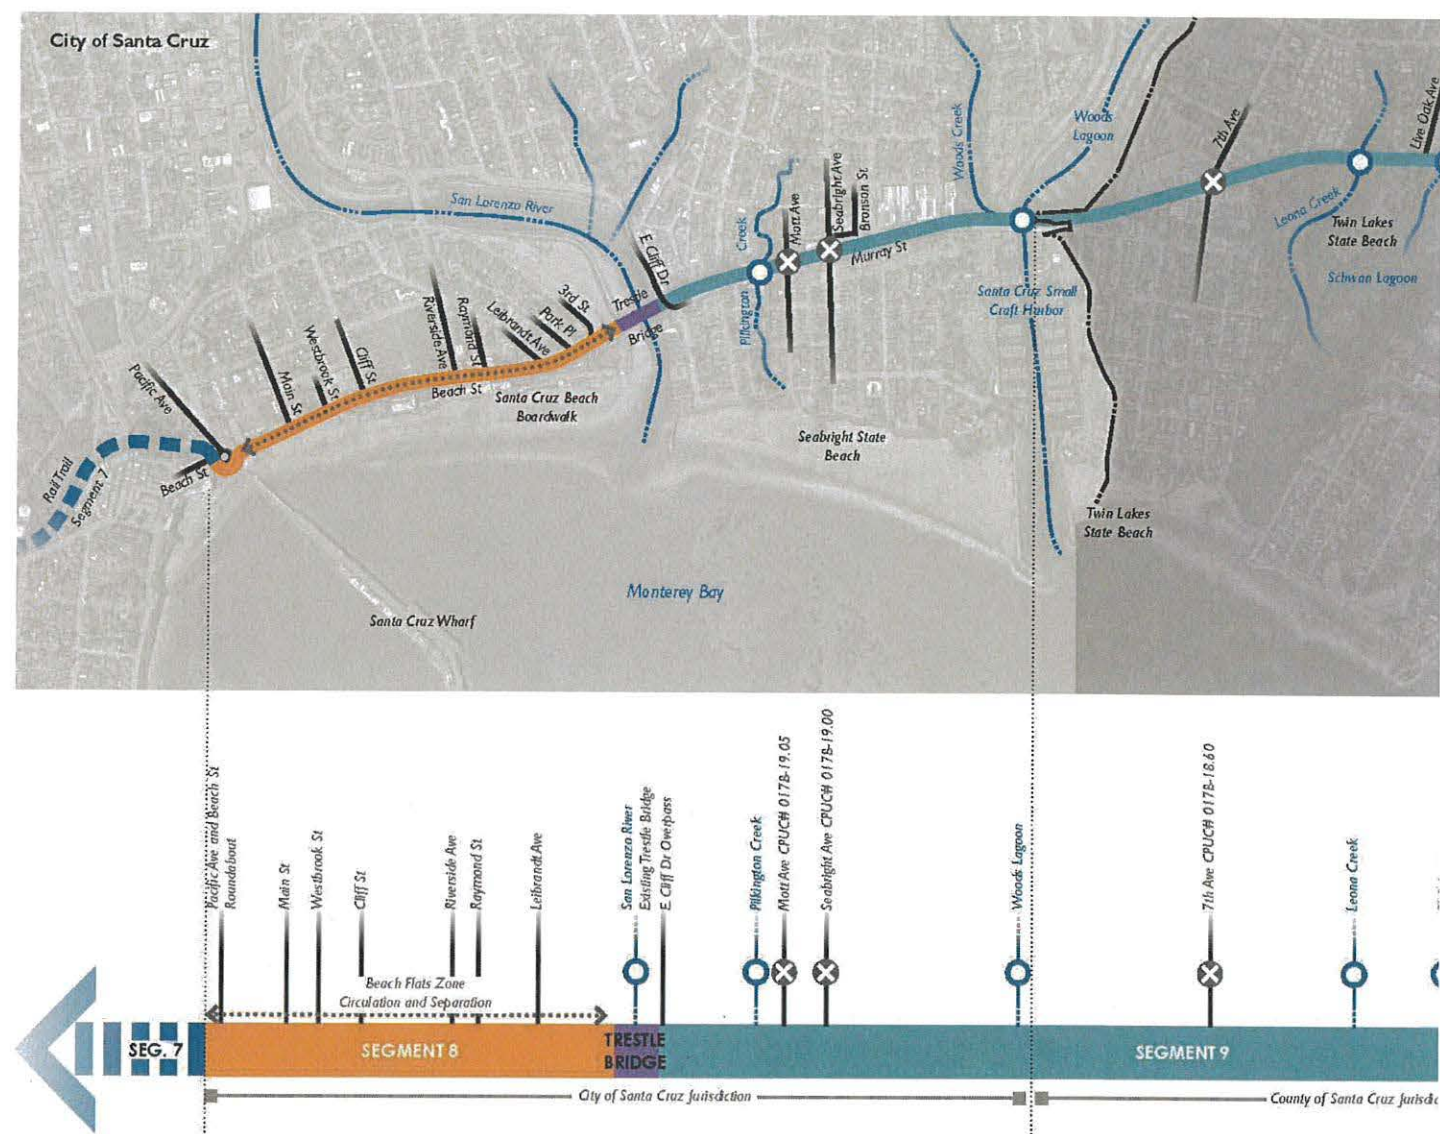 City of Santa Cruz
San Lorenzo River
Woods Creek
Woods
Lagoon
7th Ave
Live Oak Ave
Leona Creek
Twin Lakes
State Beach
Schwan Lagoon
Pilkington
Creek
Mott Ave
Seabright Ave
Bronson St
Murray St
Santa Cruz Small
Craft Harbor
E. Cliff Dr
Trestle
Bridge
3rd St
Park Pl
Leibrandt Ave
Raymond St
Riverside Ave
Cliff St
Westbrook St
Main St
Pacific Ave
Beach St
Santa Cruz Beach
Boardwalk
Beach St
Rail Trail
Segment 7
Seabright State
Beach
Twin Lakes
State Beach
Monterey Bay
Santa Cruz Wharf
Pacific Ave and Beach St
Roundabout
Main St
Westbrook St
Cliff St
Riverside Ave
Raymond St
Leibrandt Ave
San Lorenzo River
Existing Trestle Bridge
E. Cliff Dr Overpass
Pilkington Creek
Mott Ave CPUC# 017B-19.05
Seabright Ave CPUC# 017B-19.00
Woods Lagoon
7th Ave CPUC# 017B-18.60
Leona Creek
Beach Flats Zone
Circulation and Separation
SEG. 7
SEGMENT 8
TRESTLE
BRIDGE
SEGMENT 9
City of Santa Cruz Jurisdiction
County of Santa Cruz Jurisdic